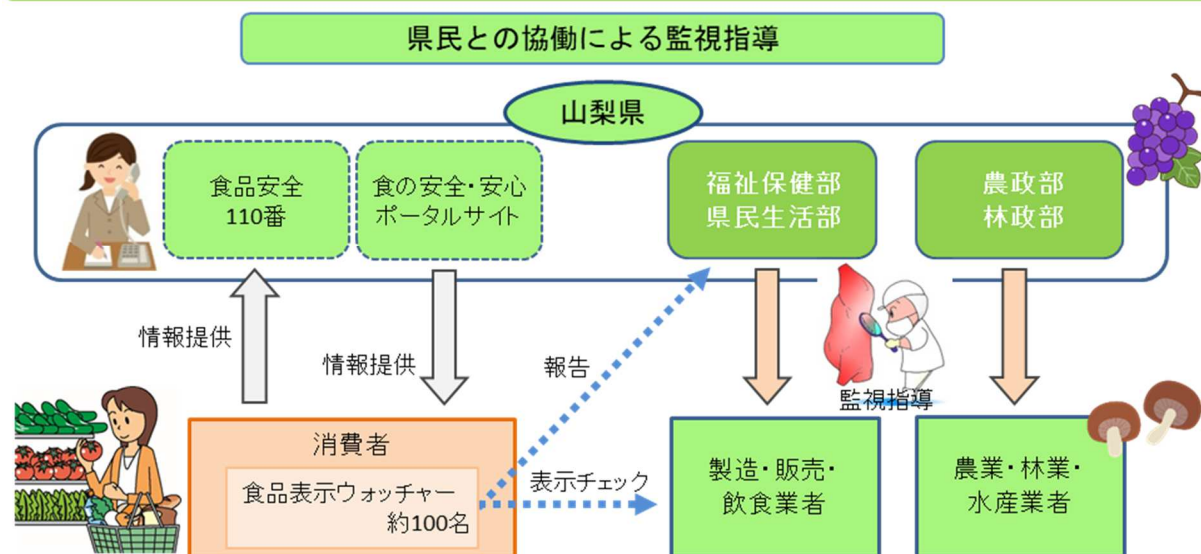 県民との協働による監視指導
山梨県
食品安全
110番
食の安全・安心
ポータルサイト
福祉保健部
県民生活部
農政部
林政部
情報提供
情報提供
報告
監視指導
消費者
食品表示ウォッチャー
約100名
表示チェック
製造・販売・
飲食業者
農業・林業・
水産業者